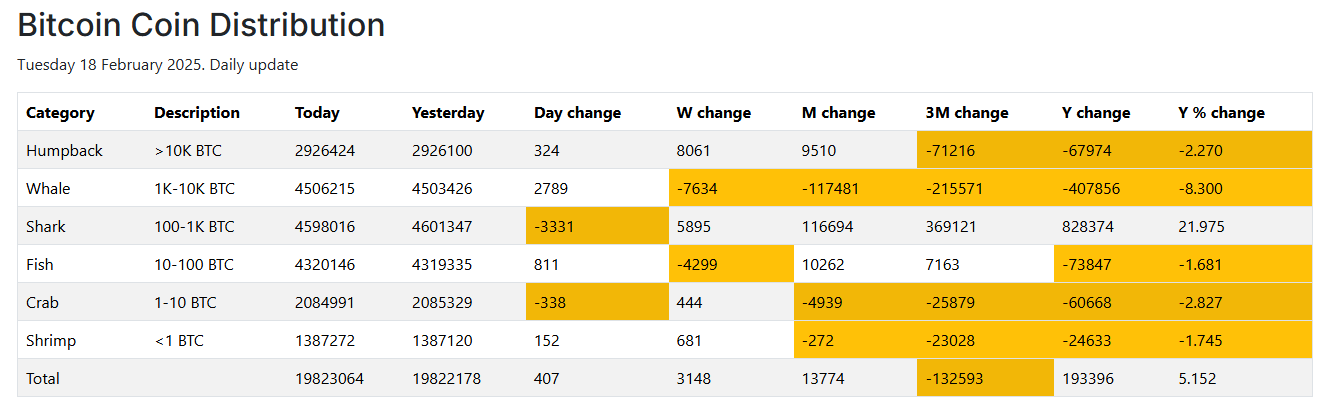 Bitcoin Coin Distribution
Tuesday 18 February 2025. Daily update
Category Description Today Yesterday Day change W change M change 3M change Y change Y % change
Humpback >10K BTC 2926424 2926100 324 8061 9510 -71216 -67974 -2.270
Whale 1K-10K BTC 4506215 4503426 2789 -7634 -117481 -215571 -407856 -8.300
Shark 100-1K BTC 4598016 4601347 -3331 5895 116694 369121 828374 21.975
Fish 10-100 BTC 4320146 4319335 811 -4299 10262 7163 -73847 -1.681
Crab 1-10 BTC 2084991 2085329 -338 444 -4939 -25879 -60668 -2.827
Shrimp <1 BTC 1387272 1387120 152 681 -272 -23028 -24633 -1.745
Total 19823064 19822178 407 3148 13774 -132593 193396 5.152